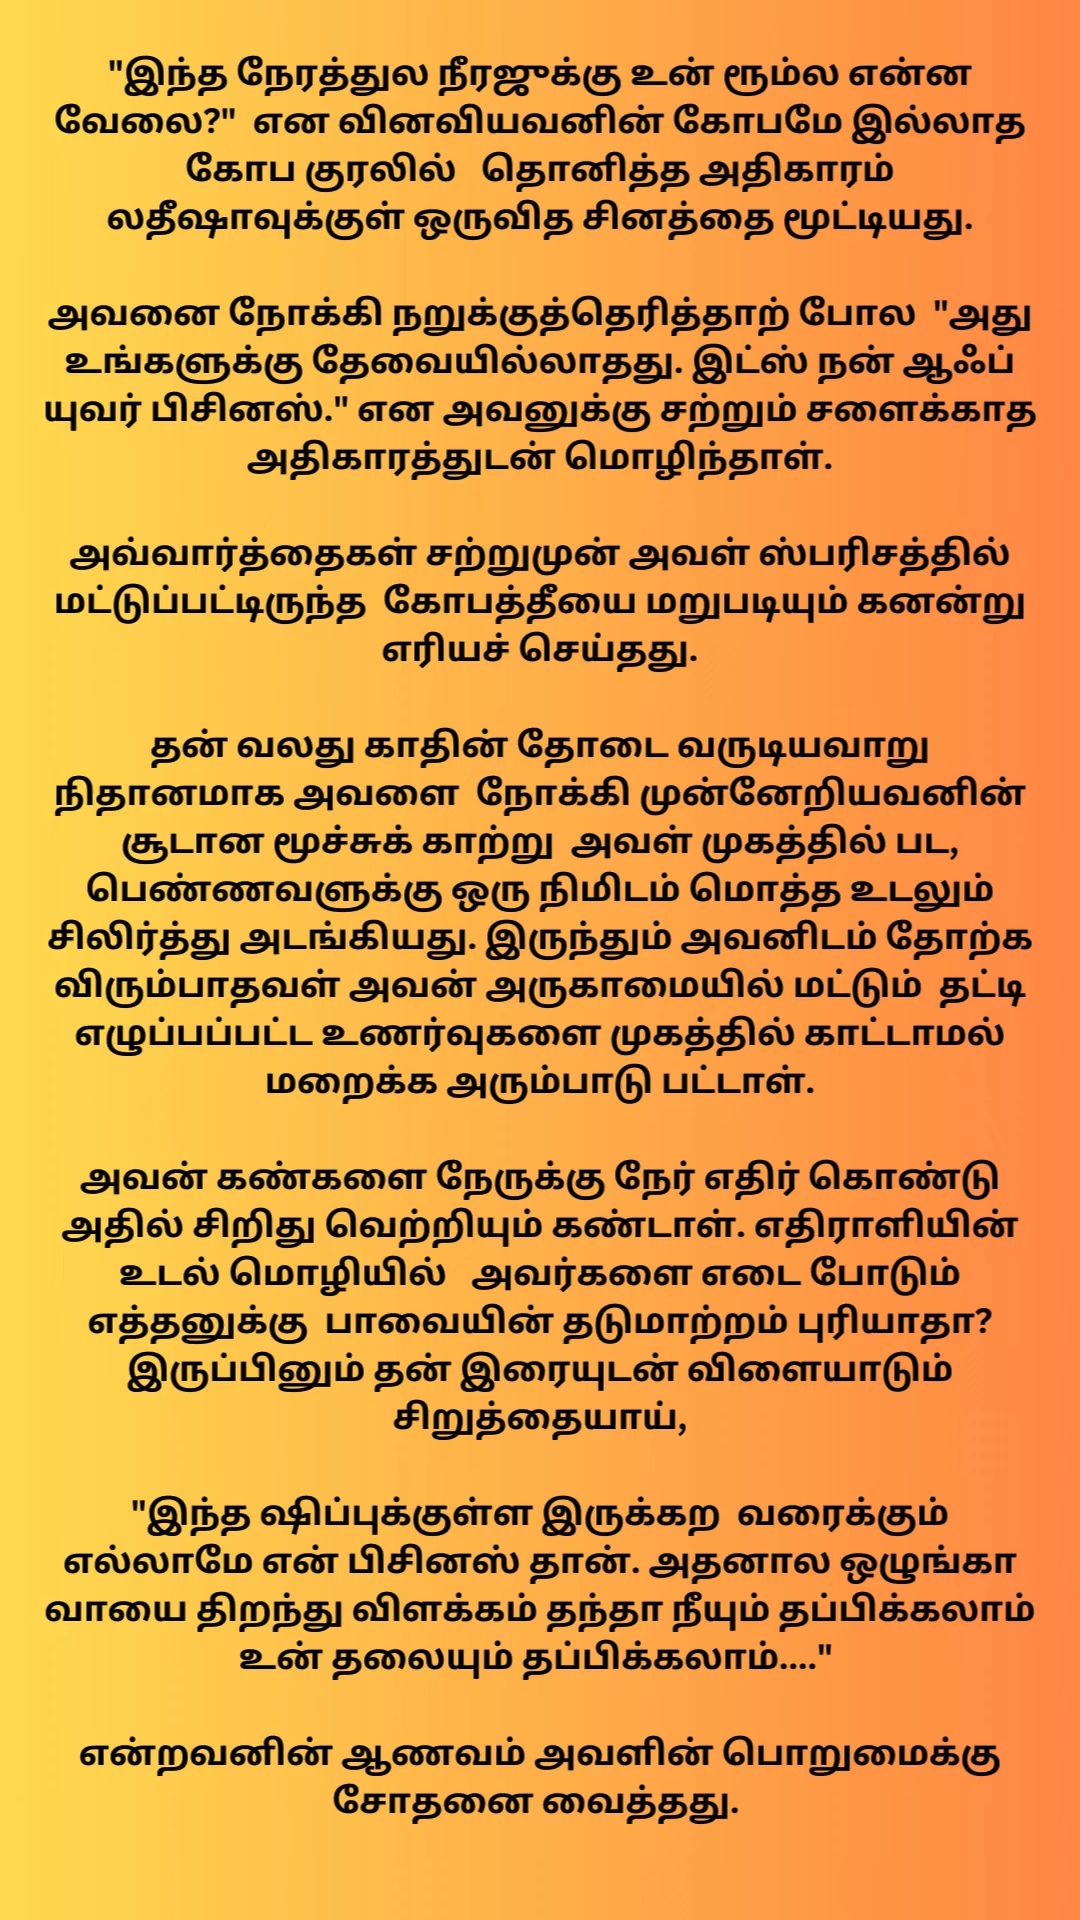 "இந்த நேரத்துல நீரஜுக்கு உன் ரூம்ல என்ன
வேலை?" என வினவியவனின் கோபமே இல்லாத
கோப குரலில் தொனித்த அதிகாரம்
லதீஷாவுக்குள் ஒருவித சினத்தை மூட்டியது.
அவனை நோக்கி நறுக்குத்தெரித்தாற் போல "அது
உங்களுக்கு தேவையில்லாதது. இட்ஸ் நன் ஆஃப்
யுவர் பிசினஸ்." என அவனுக்கு சற்றும் சளைக்காத
அதிகாரத்துடன் மொழிந்தாள்.
அவ்வார்த்தைகள் சற்றுமுன் அவள் ஸ்பரிசத்தில்
மட்டுப்பட்டிருந்த கோபத்தீயை மறுபடியும் கனன்று
எரியச் செய்தது.
தன் வலது காதின் தோடை வருடியவாறு
நிதானமாக அவளை நோக்கி முன்னேறியவனின்
சூடான மூச்சுக் காற்று அவள் முகத்தில் பட,
பெண்ணவளுக்கு ஒரு நிமிடம் மொத்த உடலும்
சிலிர்த்து அடங்கியது. இருந்தும் அவனிடம் தோற்க
விரும்பாதவள் அவன் அருகாமையில் மட்டும் தட்டி
எழுப்பப்பட்ட உணர்வுகளை முகத்தில் காட்டாமல்
மறைக்க அரும்பாடு பட்டாள்.
அவன் கண்களை நேருக்கு நேர் எதிர் கொண்டு
அதில் சிறிது வெற்றியும் கண்டாள். எதிராளியின்
உடல் மொழியில் அவர்களை எடை போடும்
எத்தனுக்கு பாவையின் தடுமாற்றம் புரியாதா?
இருப்பினும் தன் இரையுடன் விளையாடும்
சிறுத்தையாய்,
"இந்த ஷிப்புக்குள்ள இருக்கற வரைக்கும்
எல்லாமே என் பிசினஸ் தான். அதனால ஒழுங்கா
வாயை திறந்து விளக்கம் தந்தா நீயும் தப்பிக்கலாம்
உன் தலையும் தப்பிக்கலாம்...."
என்றவனின் ஆணவம் அவளின் பொறுமைக்கு
சோதனை வைத்தது.